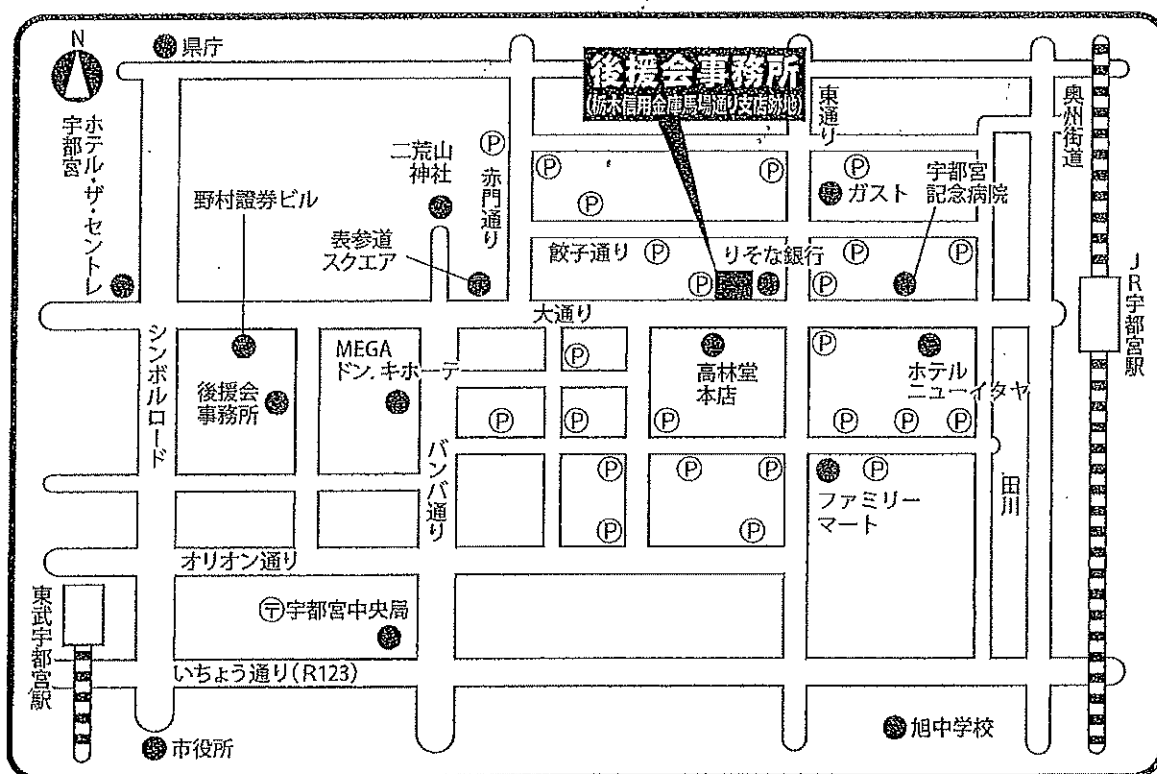 N
県庁
後援会事務所
(栃木信用金庫馬場通り支店跡地)
東通り
奥州街道
ホテル・ザ・セントレ
宇都宮
二荒山
神社
Ⓟ
赤門通り
Ⓟ
Ⓟ
Ⓟ
Ⓟ
ガスト
宇都宮
記念病院
野村證券ビル
表参道
スクエア
餃子通り
Ⓟ
りそな銀行
Ⓟ
Ⓟ
Ⓟ
Ⓟ
JR宇都宮駅
大通り
シンボルロード
MEGA
ドン.キホーテ
後援会
事務所
Ⓟ
高林堂
本店
Ⓟ
ホテル
ニューイタヤ
Ⓟ
Ⓟ
Ⓟ
Ⓟ
Ⓟ
Ⓟ
バンバ通り
Ⓟ
Ⓟ
Ⓟ
Ⓟ
ファミリー
マート
田川
Ⓟ
Ⓟ
オリオン通り
東武宇都宮駅
〒宇都宮中央局
いちょう通り(R123)
市役所
旭中学校